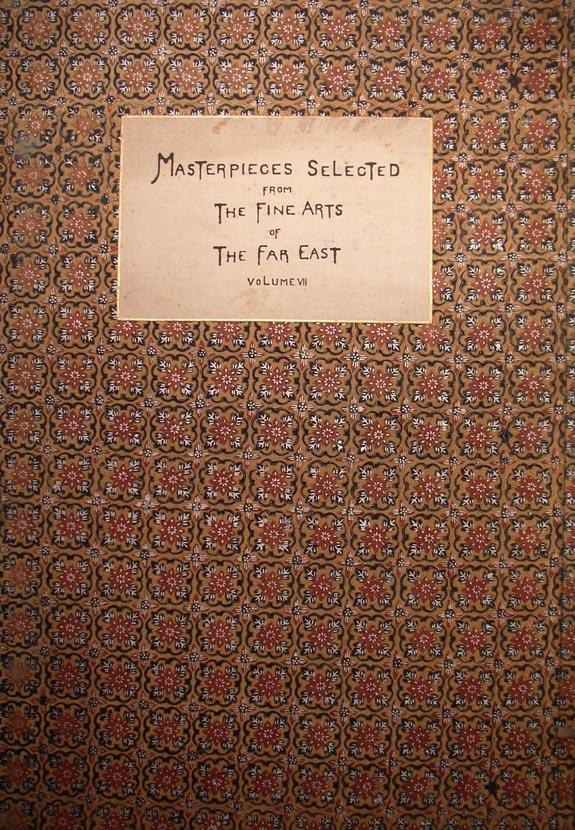 Masterpieces Selected
from
The Fine Arts
of
The Far East
Volume VII